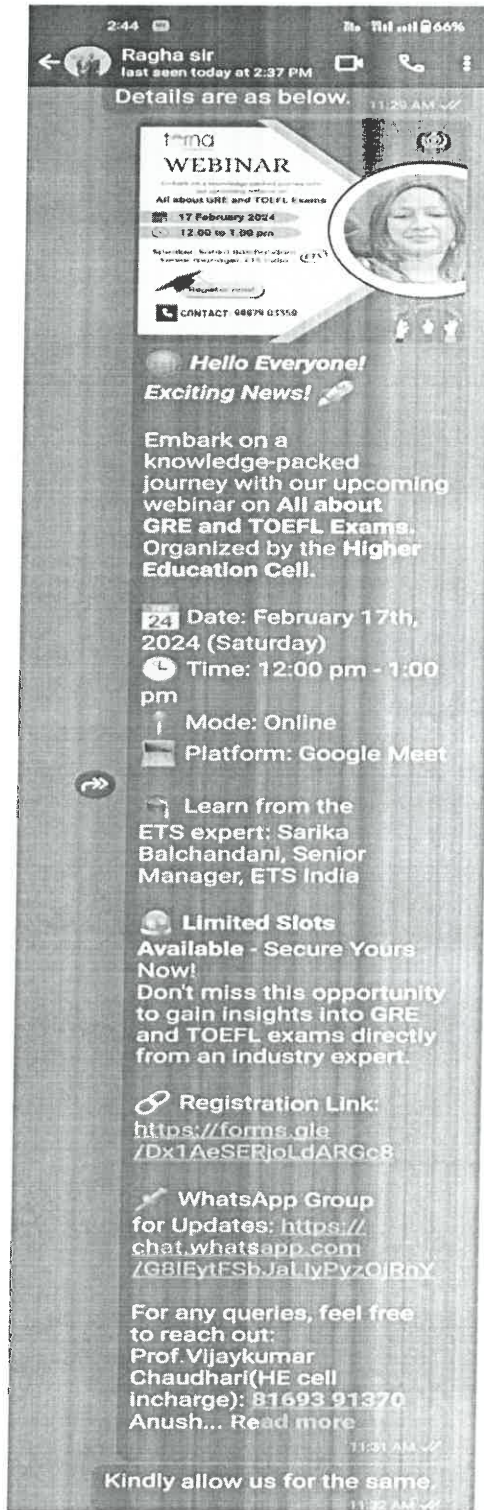 2:44
66%
Ragha sir
last seen today at 2:37 PM
Details are as below.
11:29 AM
WEBINAR
All about GRE and TOEFL Exams
17 February 2024
12.00 to 1.00 pm
Register now!
CONTACT
Hello Everyone!
Exciting News!
Embark on a
knowledge-packed
journey with our upcoming
webinar on All about
GRE and TOEFL Exams.
Organized by the Higher
Education Cell.
24 Date: February 17th,
2024 (Saturday)
Time: 12:00 pm - 1:00
pm
Mode: Online
Platform: Google Meet
Learn from the
ETS expert: Sarika
Balchandani, Senior
Manager, ETS India
Limited Slots
Available - Secure Yours
Now!
Don't miss this opportunity
to gain insights into GRE
and TOEFL exams directly
from an industry expert.
Registration Link:
https://forms.gle
/Dx1AeSERjoLdARGc8
WhatsApp Group
for Updates: https://
chat.whatsapp.com
For any queries, feel free
to reach out:
Prof.Vijaykumar
Chaudhari(HE cell
incharge): 81693 91370
Anush... Read more
11:31 AM
Kindly allow us for the same.